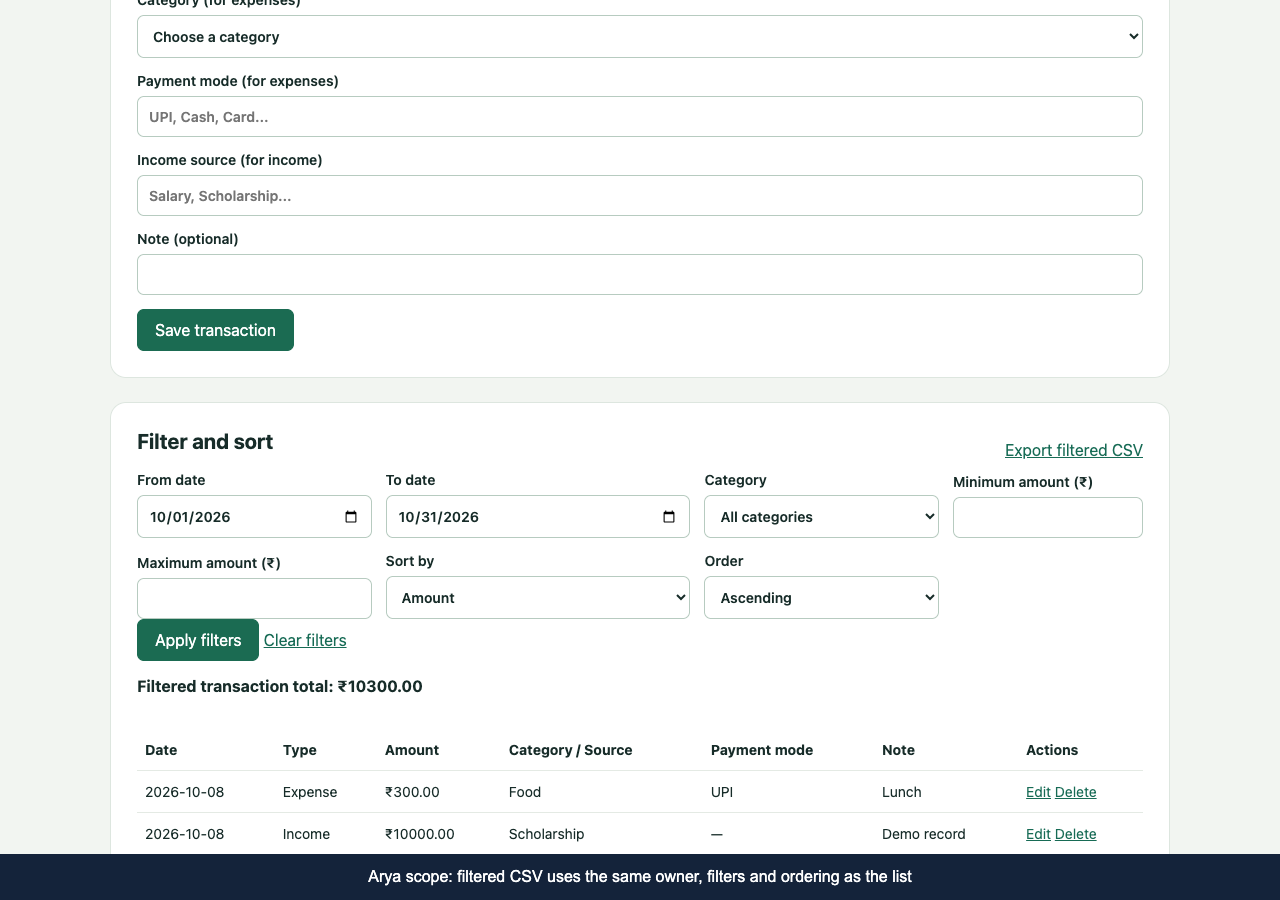 Category (for expenses)
Choose a category
Payment mode (for expenses)
UPI, Cash, Card...
Income source (for income)
Salary, Scholarship...
Note (optional)
Save transaction
Filter and sort
Export filtered CSV
From date To date Category Minimum amount (₹)
10/01/2026 10/31/2026 All categories
Maximum amount (₹) Sort by Order
Amount Ascending
Apply filters Clear filters
Filtered transaction total: ₹10300.00
Date Type Amount Category / Source Payment mode Note Actions
2026-10-08 Expense ₹300.00 Food UPI Lunch Edit Delete
2026-10-08 Income ₹10000.00 Scholarship — Demo record Edit Delete
Arya scope: filtered CSV uses the same owner, filters and ordering as the list